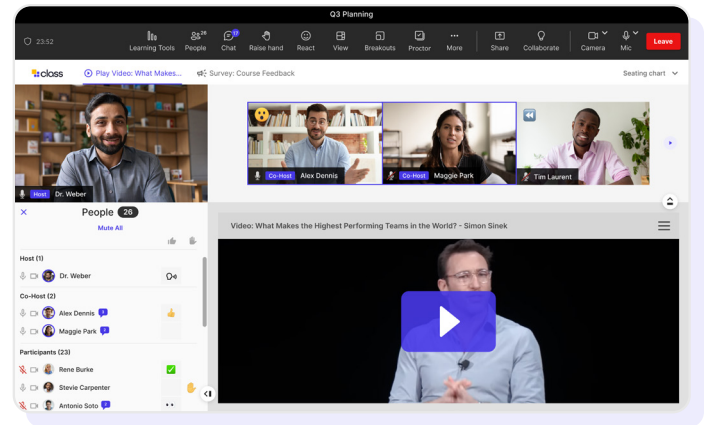 Q3 Planning
23:52
Learning Tools
People 26
Chat 17
Raise hand
React
View
Breakouts
Proctor
More
Share
Collaborate
Camera
Mic
Leave
class
Play Video: What Makes...
Survey: Course Feedback
Seating chart
Host Dr. Weber
Co-Host Alex Dennis
Co-Host Maggie Park
Tim Laurent
People 26
Mute All
Host (1)
Dr. Weber
Co-Host (2)
Alex Dennis
Maggie Park
Participants (23)
Rene Burke
Stevie Carpenter
Antonio Soto
Video: What Makes the Highest Performing Teams in the World? - Simon Sinek